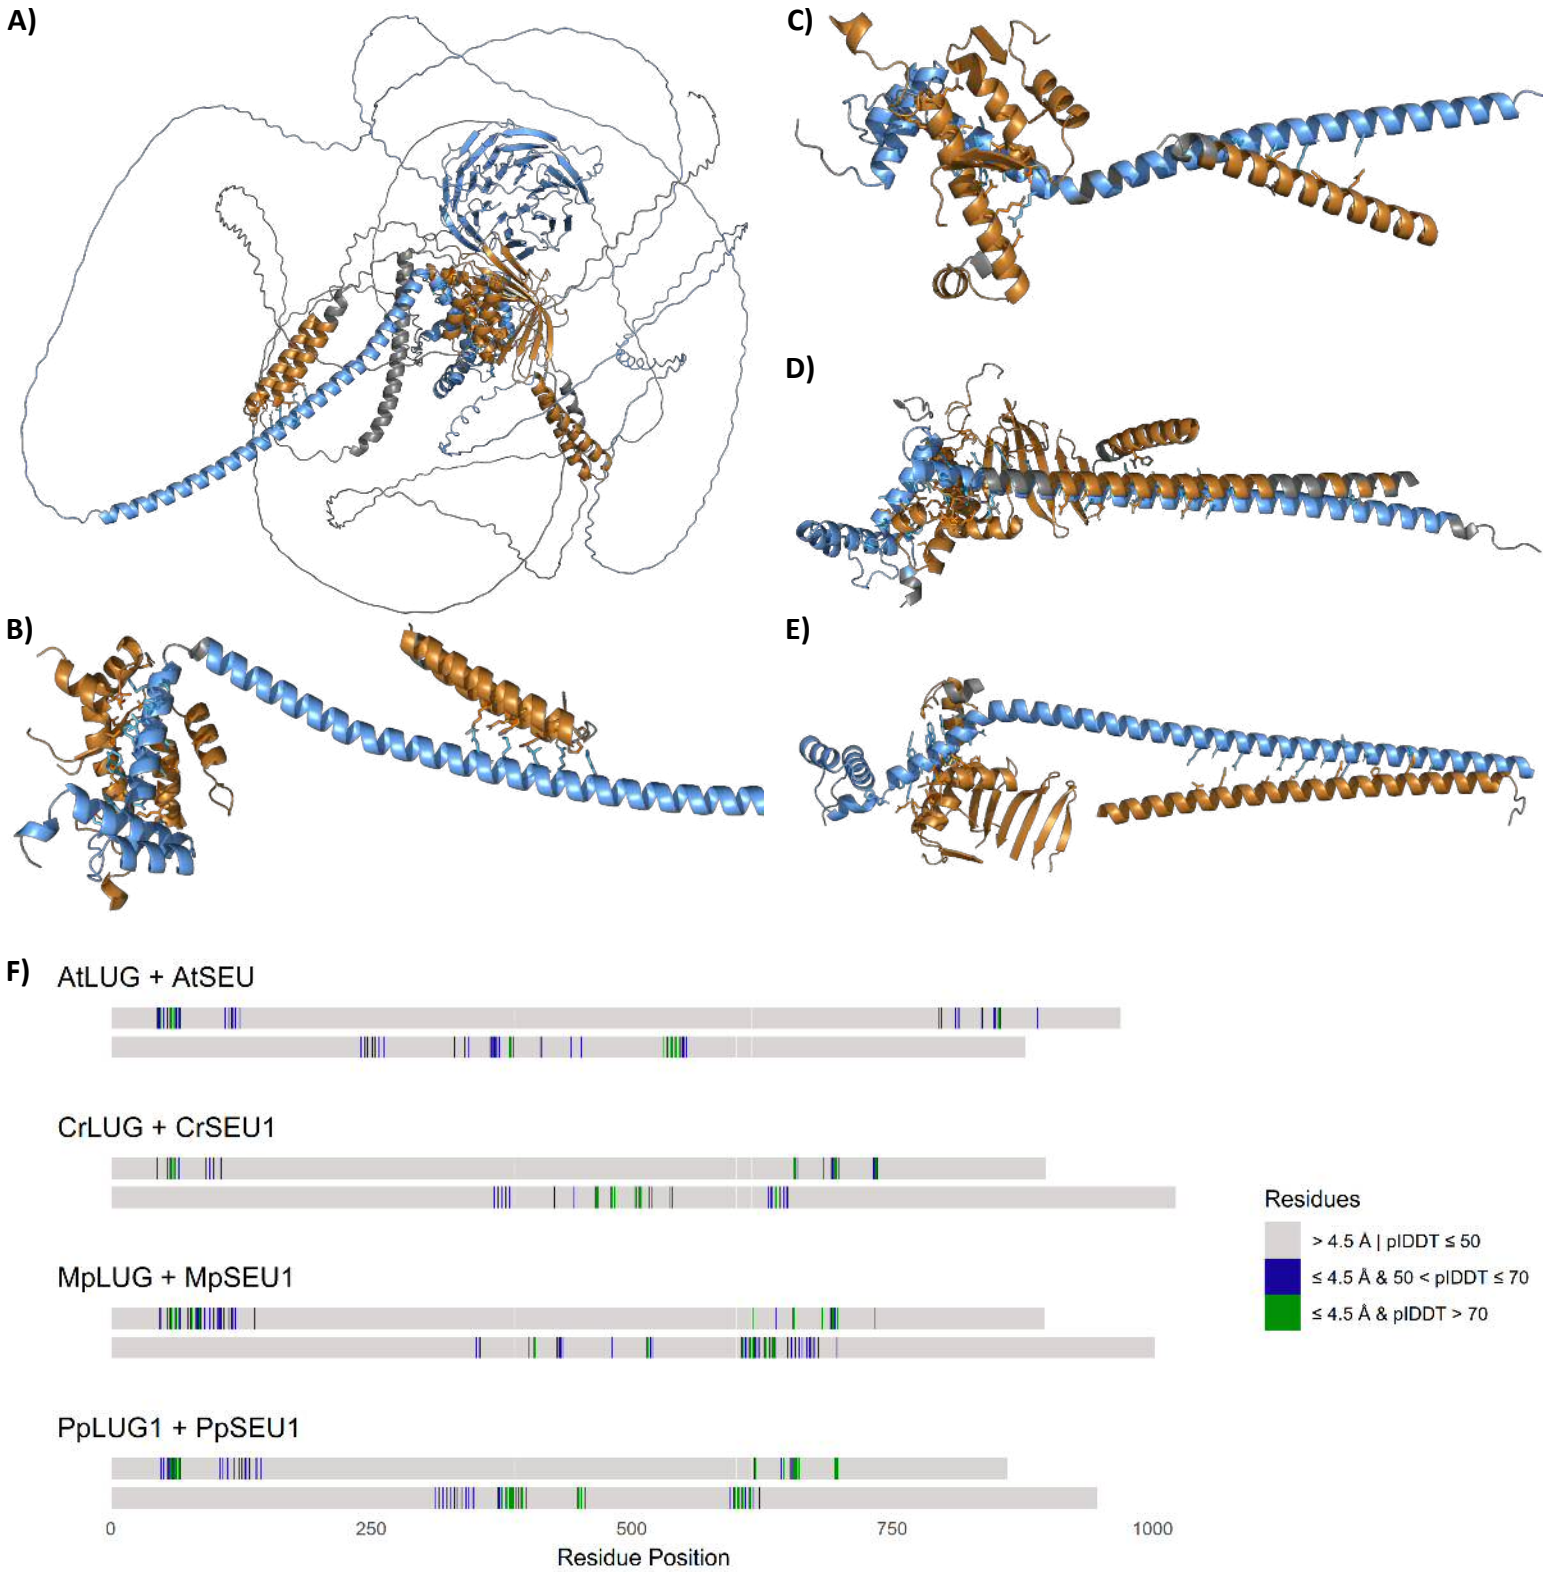 A)
C)
D)
B)
E)
F)
AtLUG + AtSEU
CrLUG + CrSEU1
MpLUG + MpSEU1
PpLUG1 + PpSEU1
0 250 500 750 1000
Residue Position
Residues
> 4.5 Å | plDDT ≤ 50
≤ 4.5 Å & 50 < plDDT ≤ 70
≤ 4.5 Å & plDDT > 70